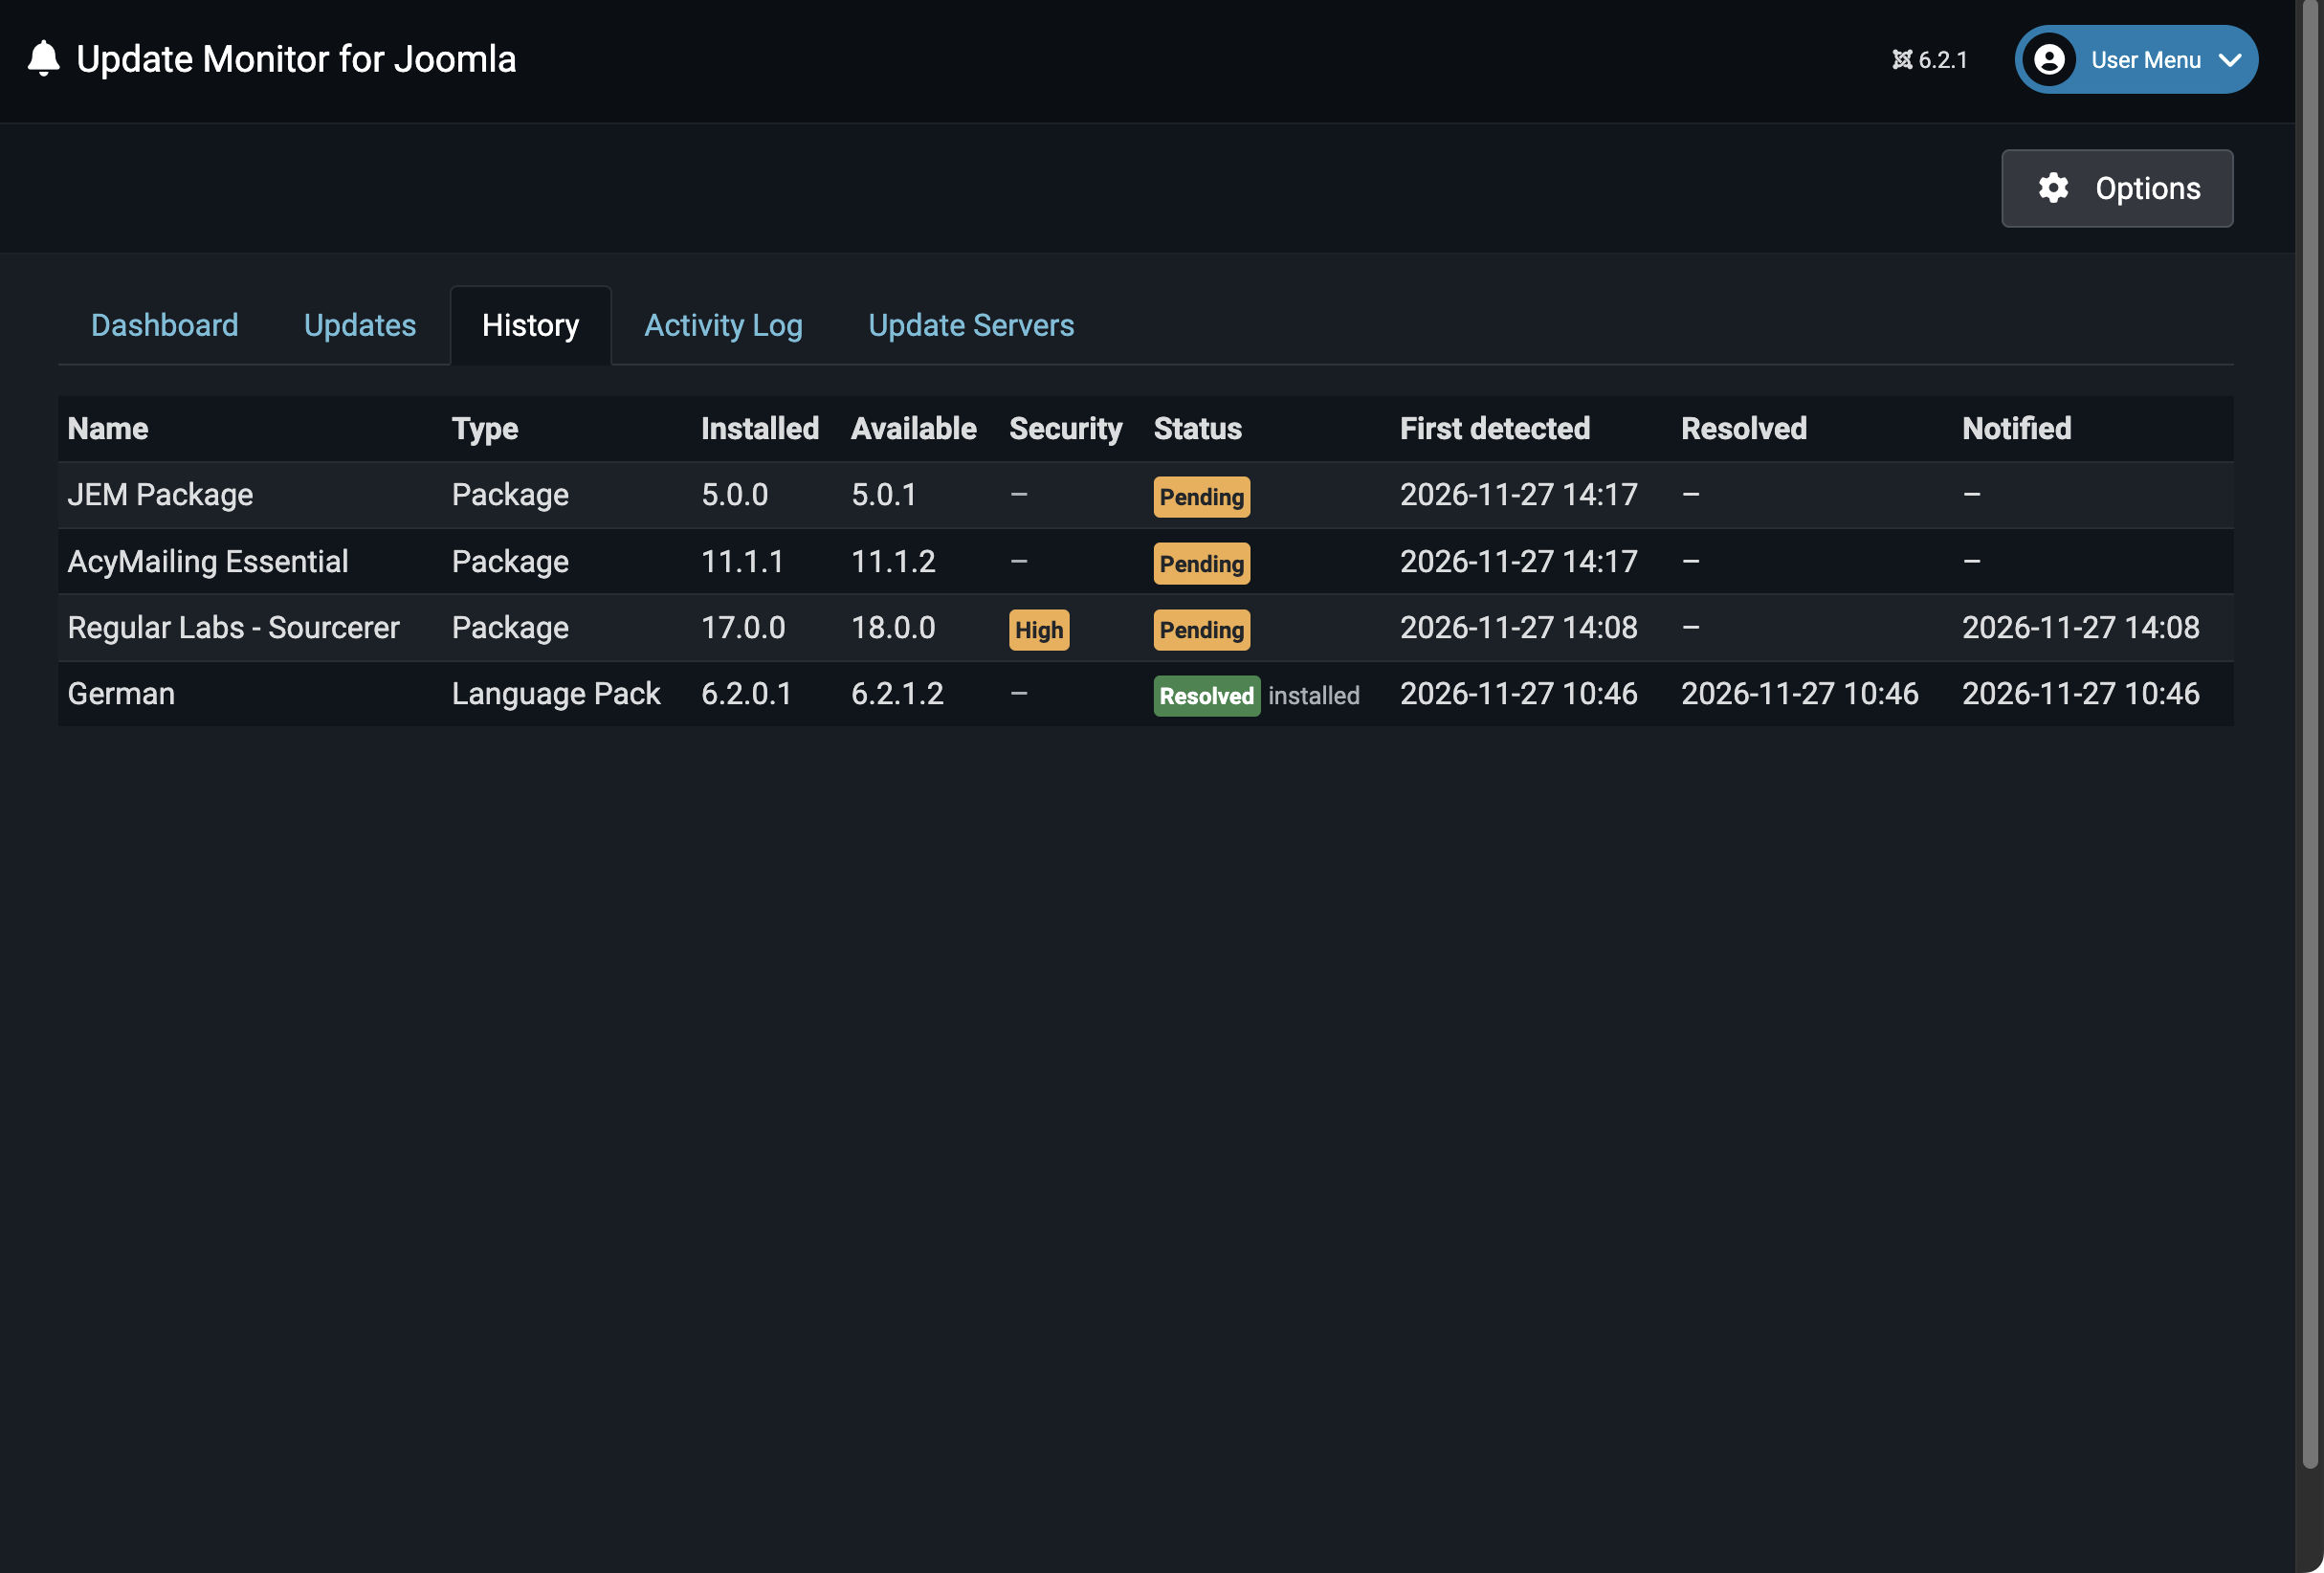 Update Monitor for Joomla
6.2.1
User Menu
Options
Dashboard Updates History Activity Log Update Servers
Name Type Installed Available Security Status First detected Resolved Notified
JEM Package Package 5.0.0 5.0.1 – Pending 2026-11-27 14:17 – –
AcyMailing Essential Package 11.1.1 11.1.2 – Pending 2026-11-27 14:17 – –
Regular Labs - Sourcerer Package 17.0.0 18.0.0 High Pending 2026-11-27 14:08 – 2026-11-27 14:08
German Language Pack 6.2.0.1 6.2.1.2 – Resolved installed 2026-11-27 10:46 2026-11-27 10:46 2026-11-27 10:46